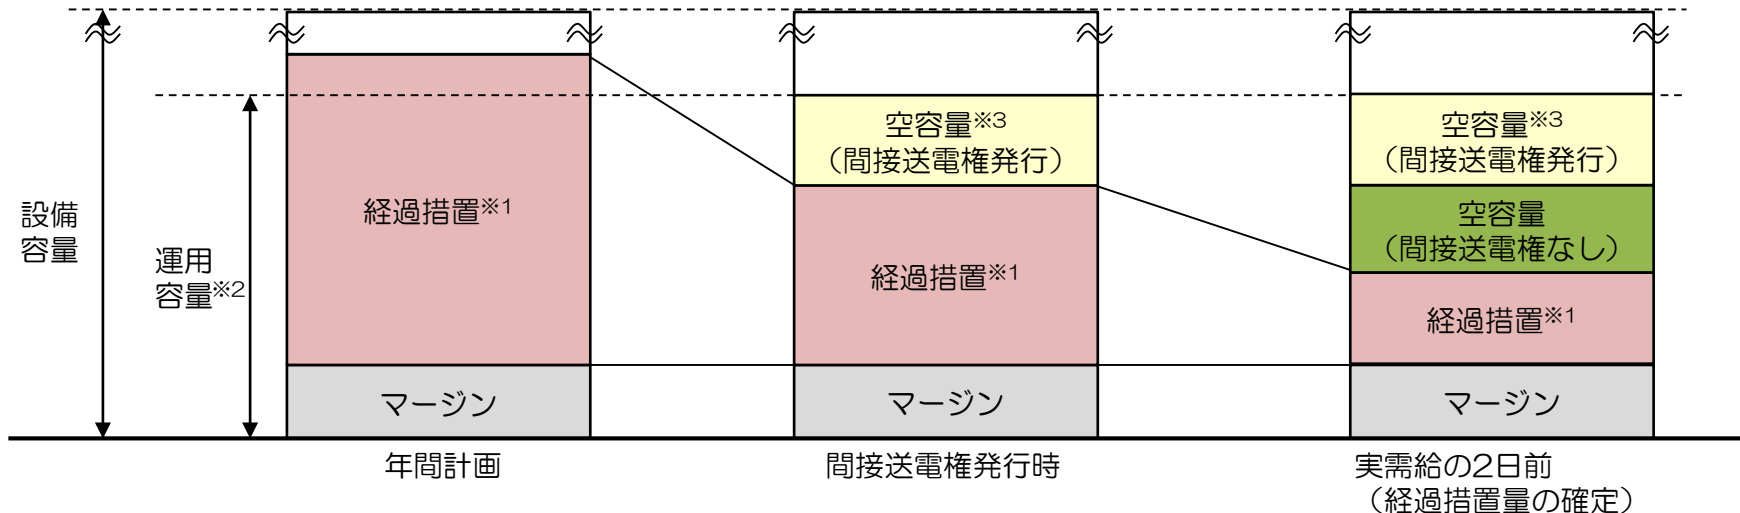 設備
容量
運用
容量※2
経過措置※1
マージン
年間計画
空容量※3
（間接送電権発行）
経過措置※1
マージン
間接送電権発行時
空容量※3
（間接送電権発行）
空容量
（間接送電権なし）
経過措置※1
マージン
実需給の2日前
（経過措置量の確定）